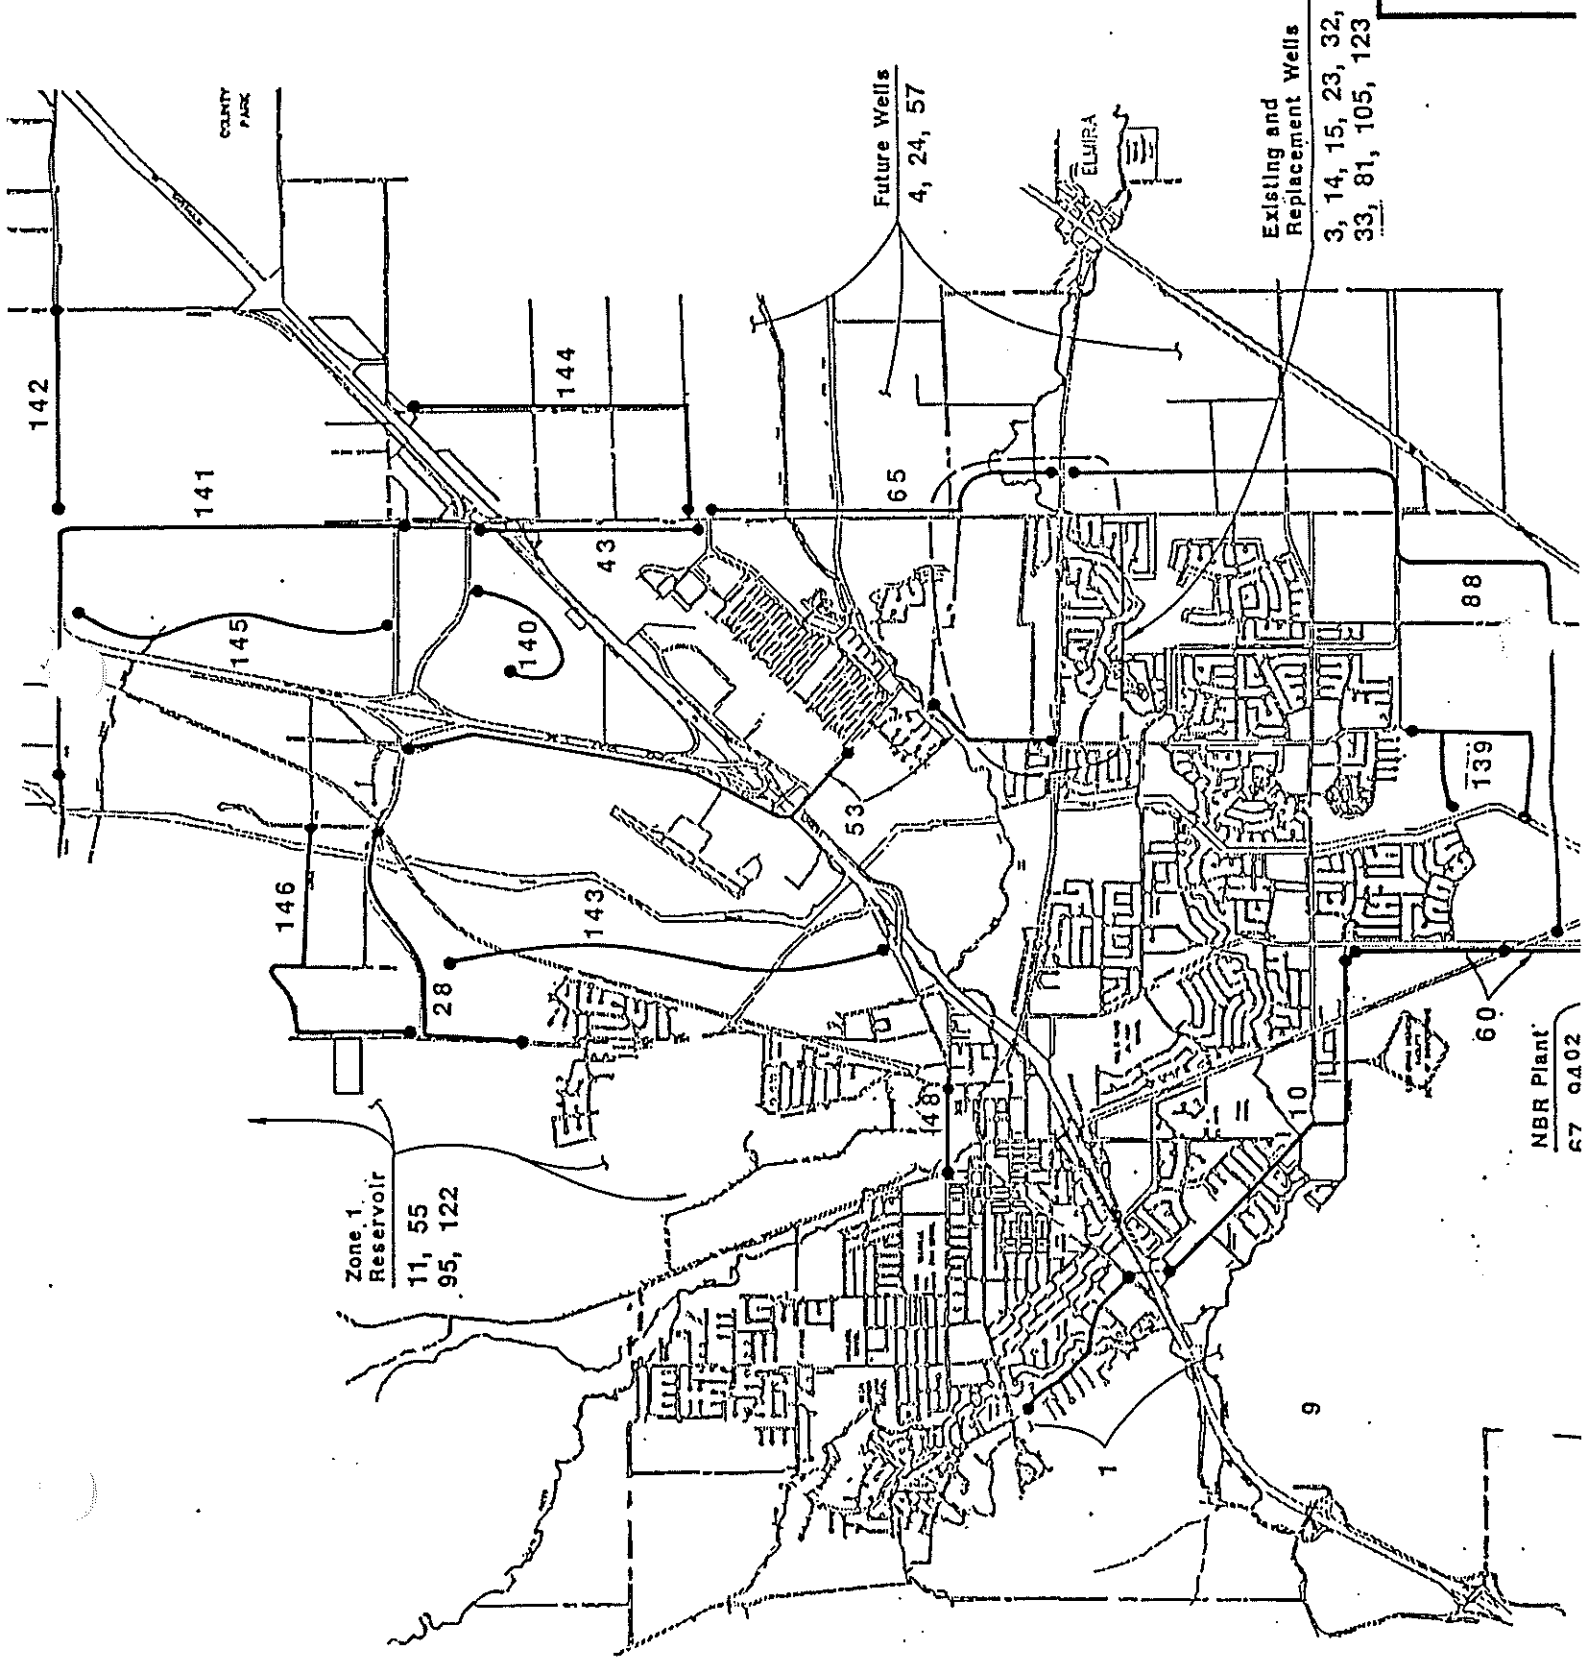 COUNTY
PARK
142
141
144
145
140
43
146
143
28
Future Wells
4, 24, 57
ELMIRA
Existing and
Replacement Wells
3, 14, 15, 23, 32,
33, 81, 105, 123
65
88
53
139
Zone 1
Reservoir
11, 55
95, 122
48
10
60
NBR Plant
67 9402
1
9